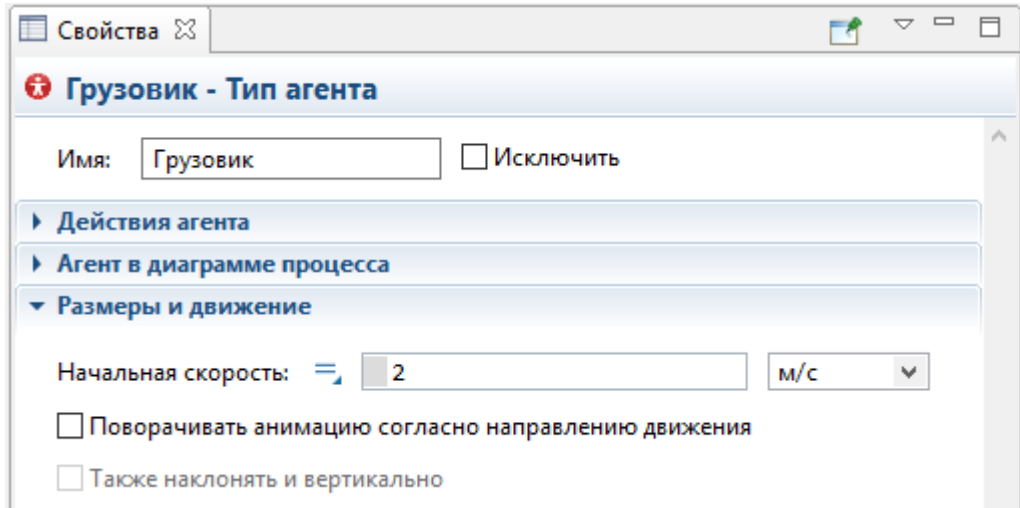 Свойства
Грузовик - Тип агента
Имя: Грузовик Исключить
Действия агента
Агент в диаграмме процесса
Размеры и движение
Начальная скорость: 2 м/с
Поворачивать анимацию согласно направлению движения
Также наклонять и вертикально